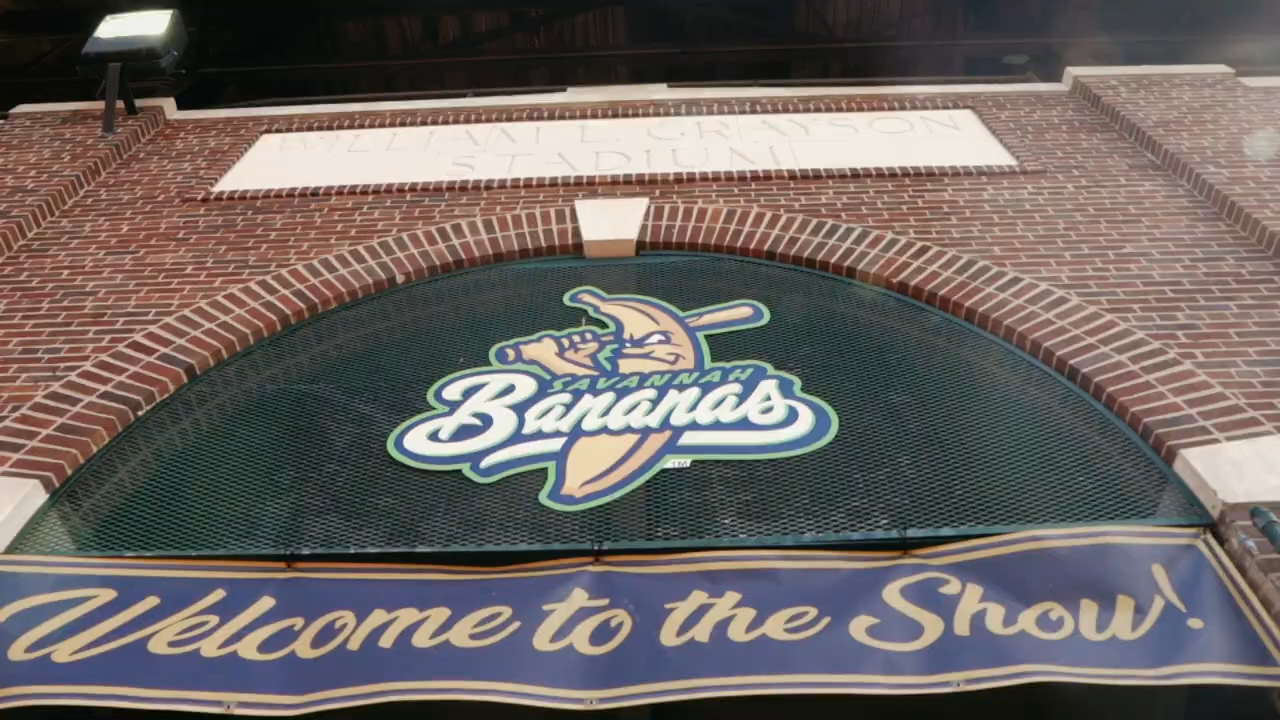 WILLIAM L. GRAYSON
STADIUM
SAVANNAH
Bananas
TM
Welcome to the Show!